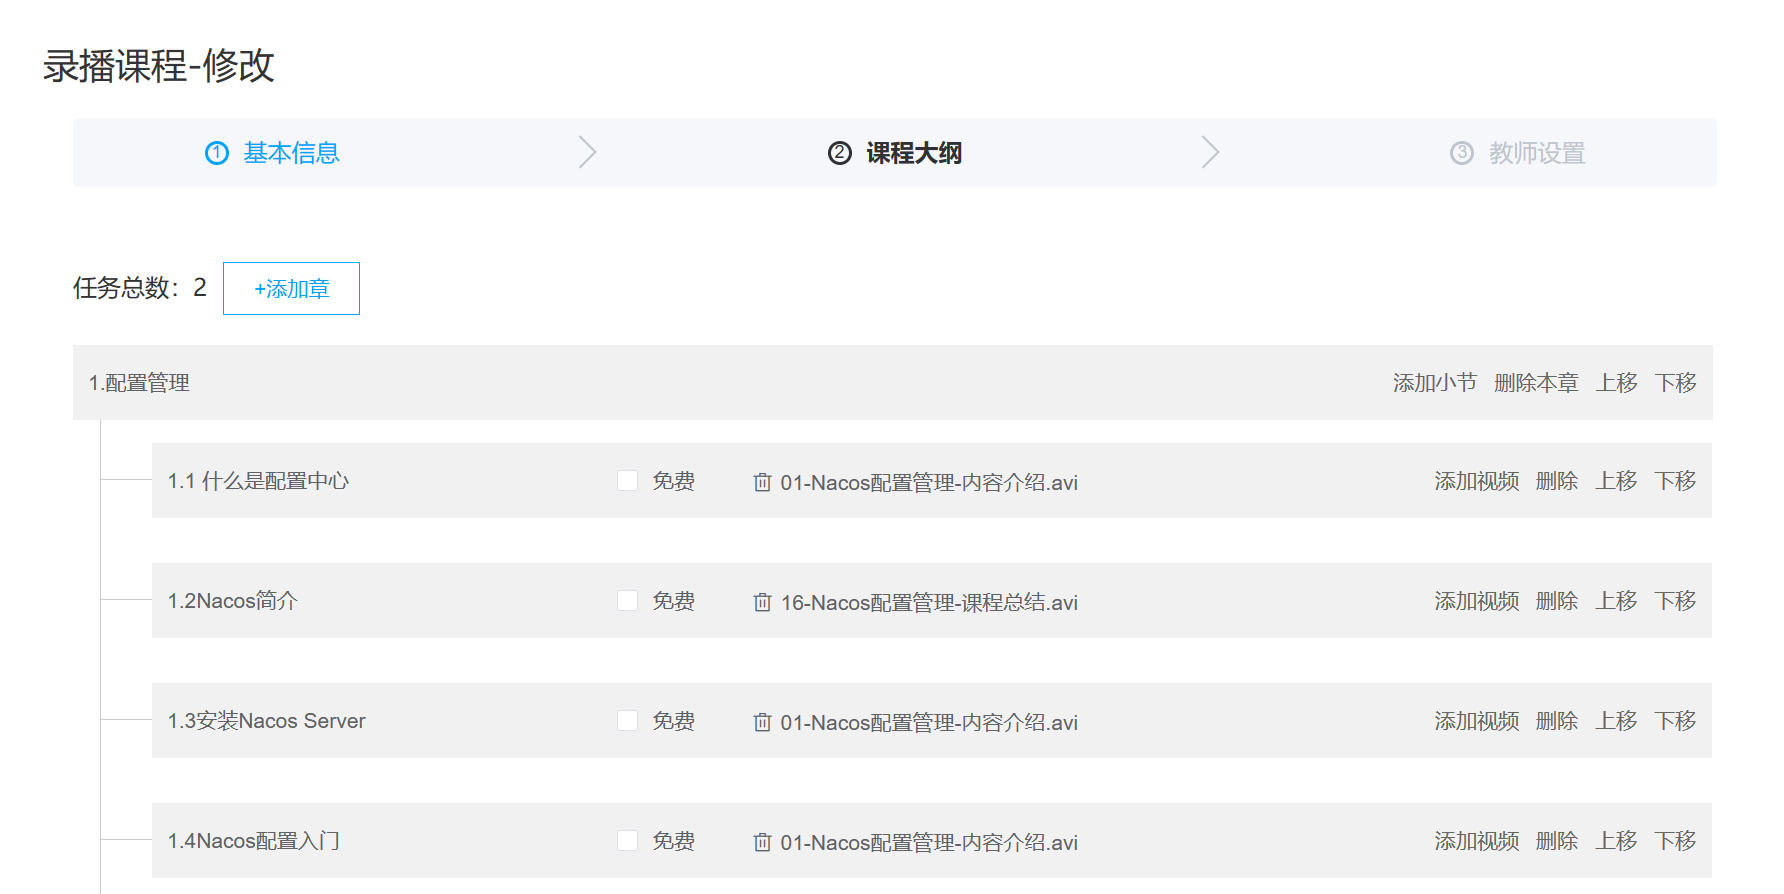 录播课程-修改
① 基本信息 ② 课程大纲 ③ 教师设置
任务总数：2 +添加章
1.配置管理 添加小节 删除本章 上移 下移
1.1 什么是配置中心 免费 01-Nacos配置管理-内容介绍.avi 添加视频 删除 上移 下移
1.2Nacos简介 免费 16-Nacos配置管理-课程总结.avi 添加视频 删除 上移 下移
1.3安装Nacos Server 免费 01-Nacos配置管理-内容介绍.avi 添加视频 删除 上移 下移
1.4Nacos配置入门 免费 01-Nacos配置管理-内容介绍.avi 添加视频 删除 上移 下移